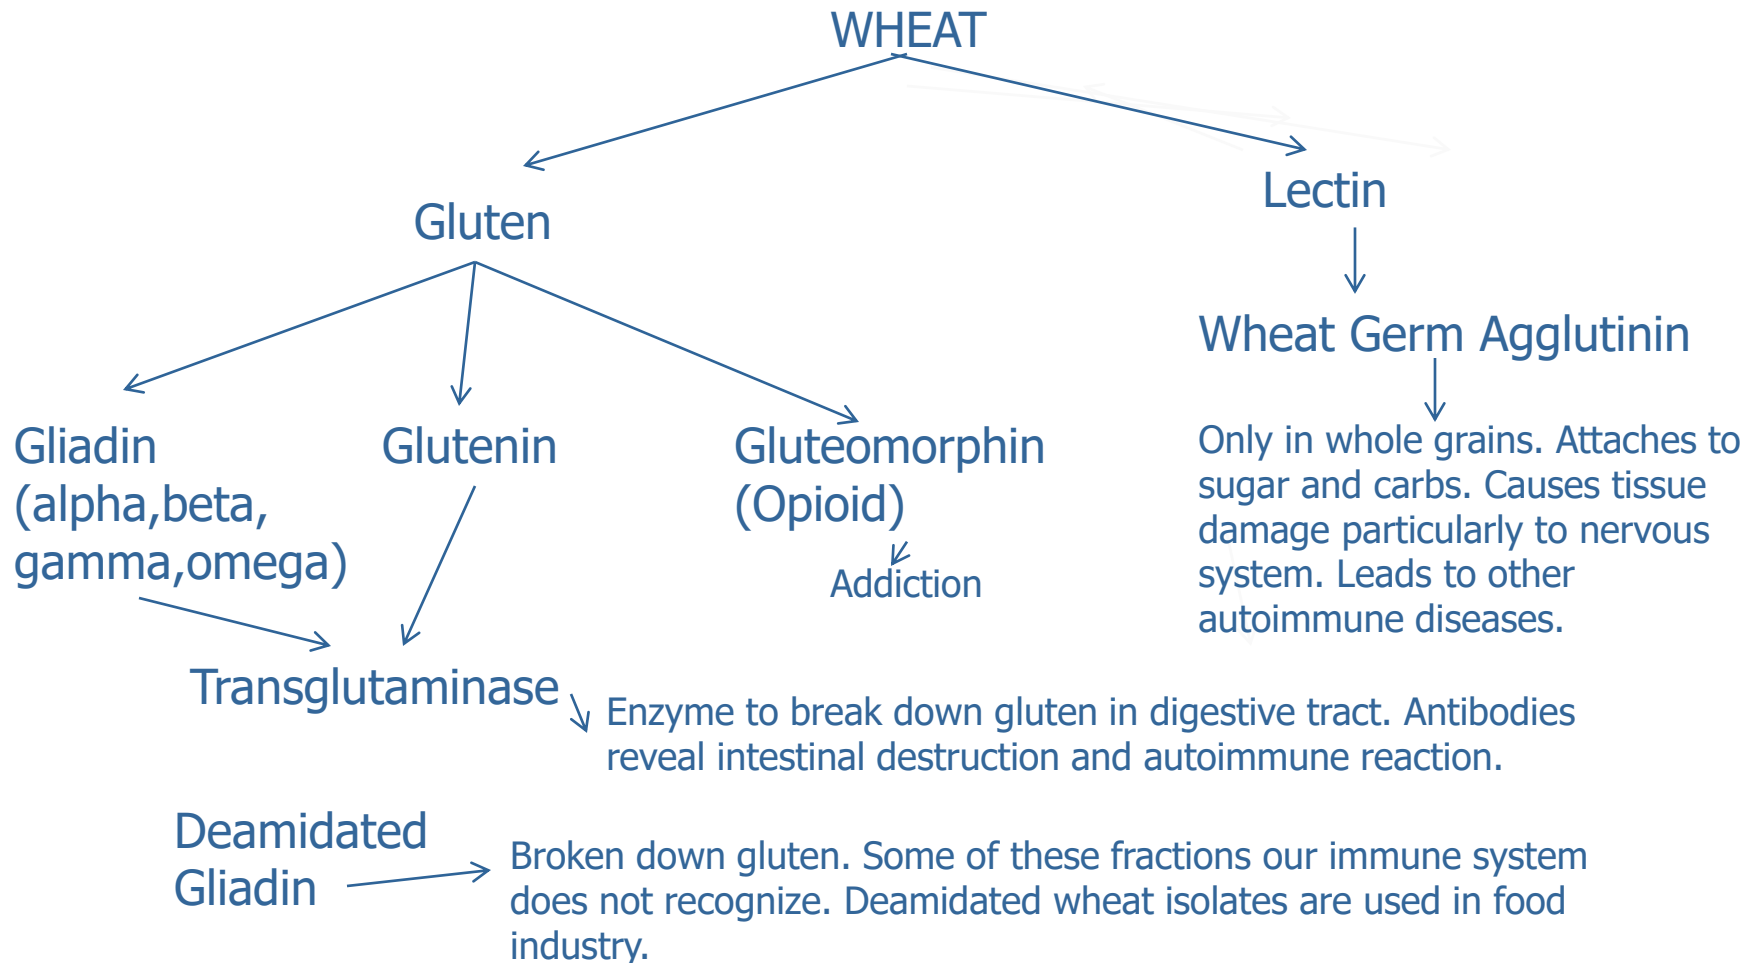 WHEAT
Lectin
Gluten
Wheat Germ Agglutinin
Gliadin
(alpha,beta,
gamma,omega)
Glutenin
Gluteomorphin
(Opioid)
Addiction
Only in whole grains. Attaches to
sugar and carbs. Causes tissue
damage particularly to nervous
system. Leads to other
autoimmune diseases.
Transglutaminase
Enzyme to break down gluten in digestive tract. Antibodies
reveal intestinal destruction and autoimmune reaction.
Deamidated
Gliadin
Broken down gluten. Some of these fractions our immune system
does not recognize. Deamidated wheat isolates are used in food
industry.